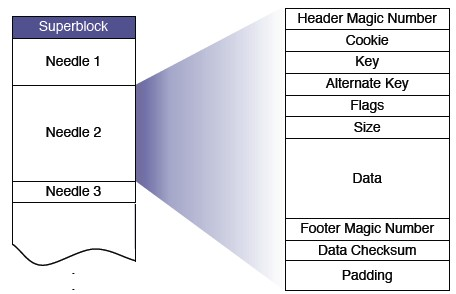 Superblock
Needle 1
Needle 2
Needle 3
Header Magic Number
Cookie
Key
Alternate Key
Flags
Size
Data
Footer Magic Number
Data Checksum
Padding